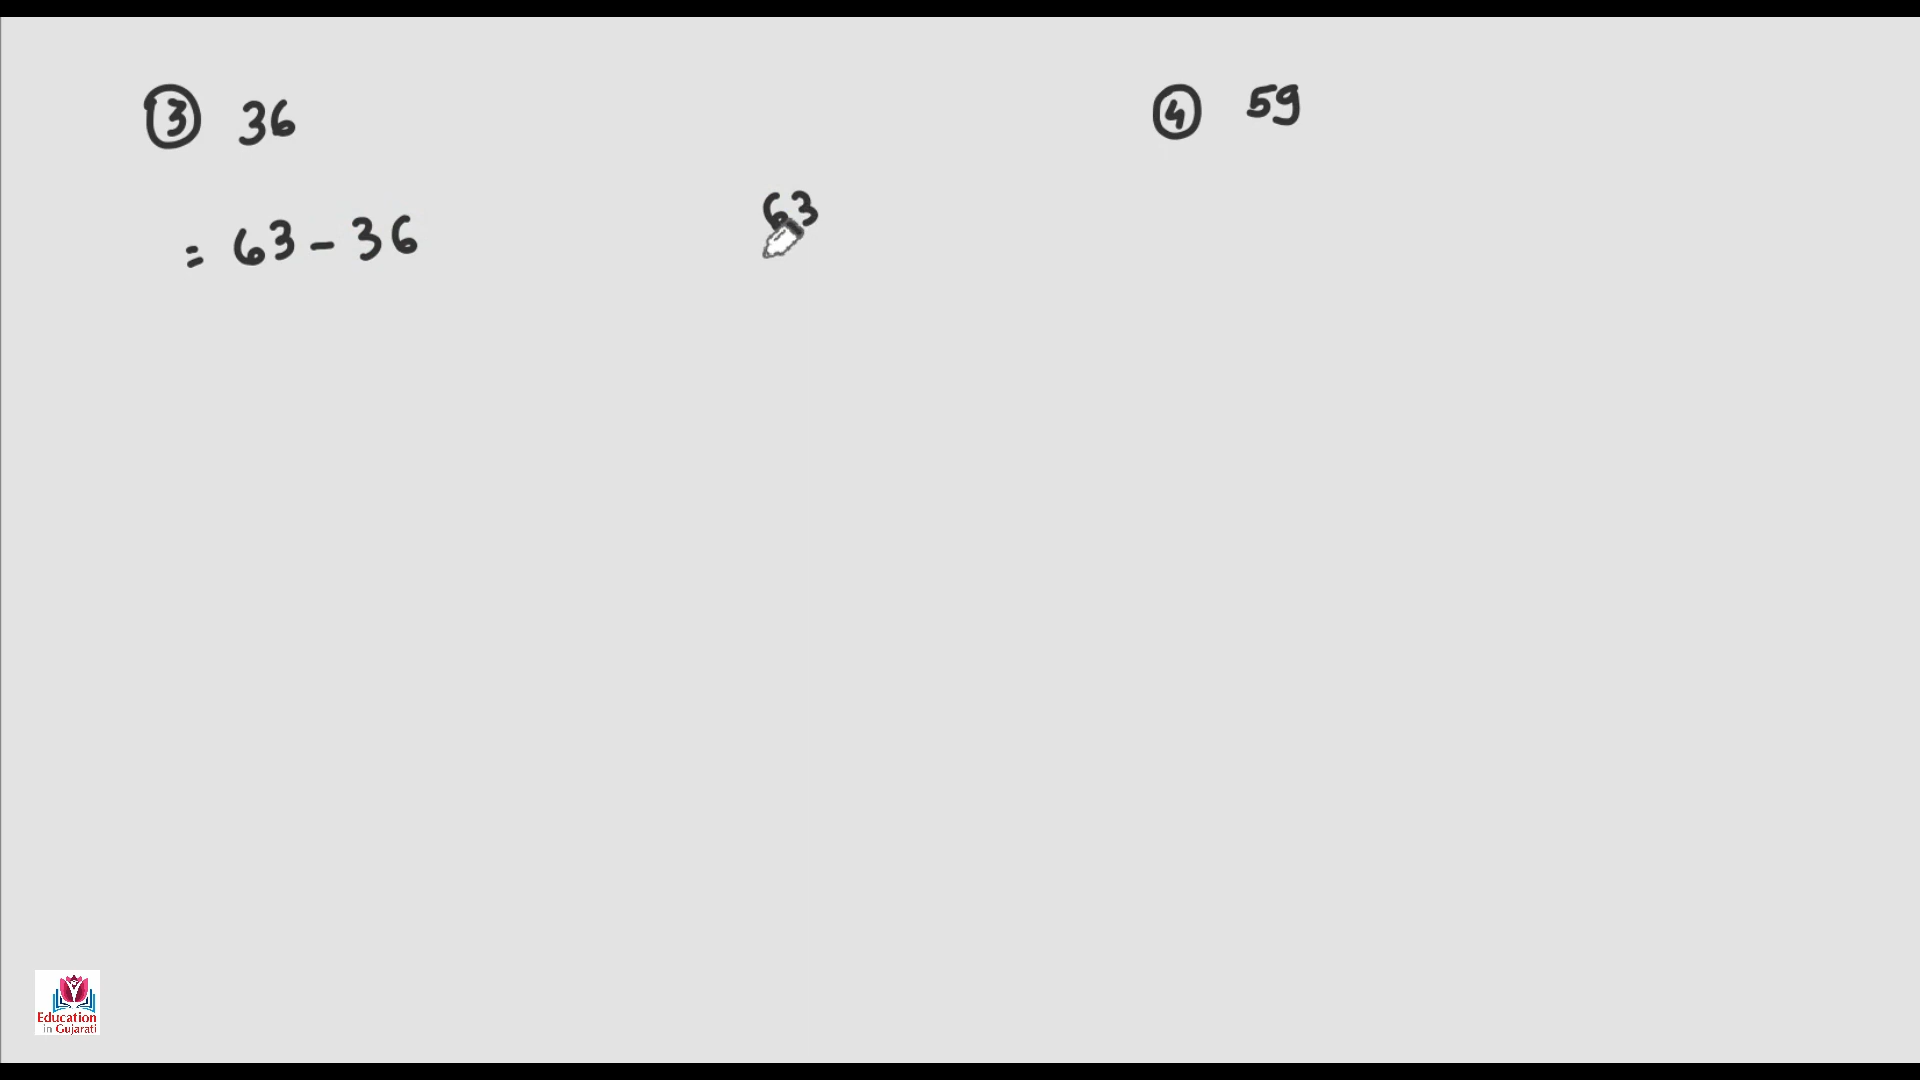 ③ 36
= 63 - 36
63
④ 59
Education
in Gujarati